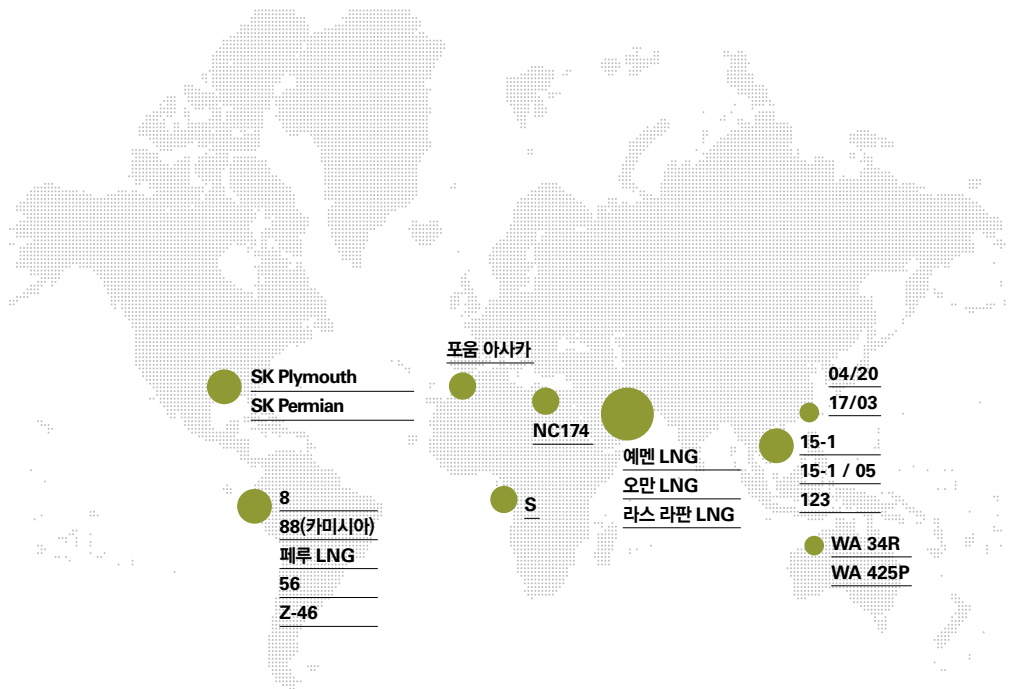 포움 아사카
SK Plymouth
SK Permian
04/20
17/03
NC174
15-1
15-1 / 05
123
예멘 LNG
오만 LNG
라스 라판 LNG
8
88(카미시아)
페루 LNG
56
Z-46
S
WA 34R
WA 425P